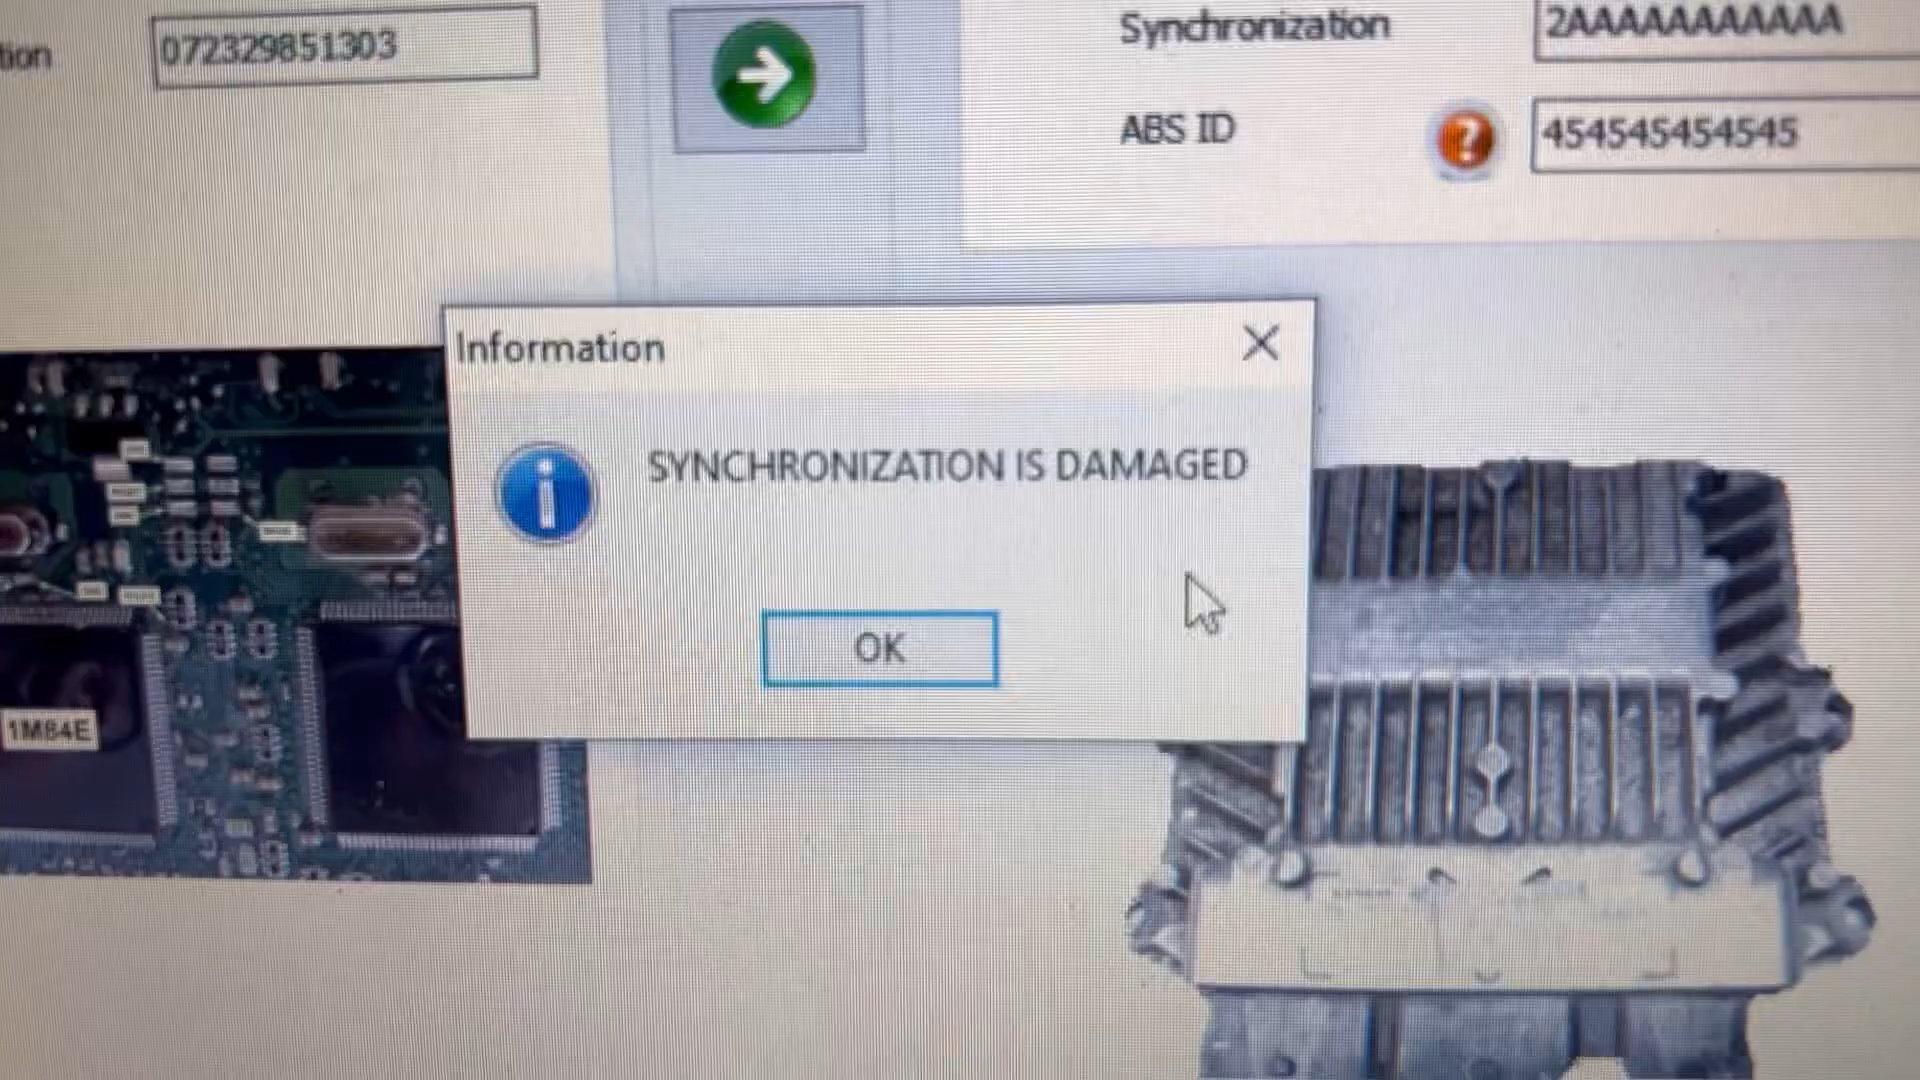 tion
072329851303
Synchronization
2AAAAAAAAAAA
ABS ID
?
454545454545
Information
SYNCHRONIZATION IS DAMAGED
OK
1M84E